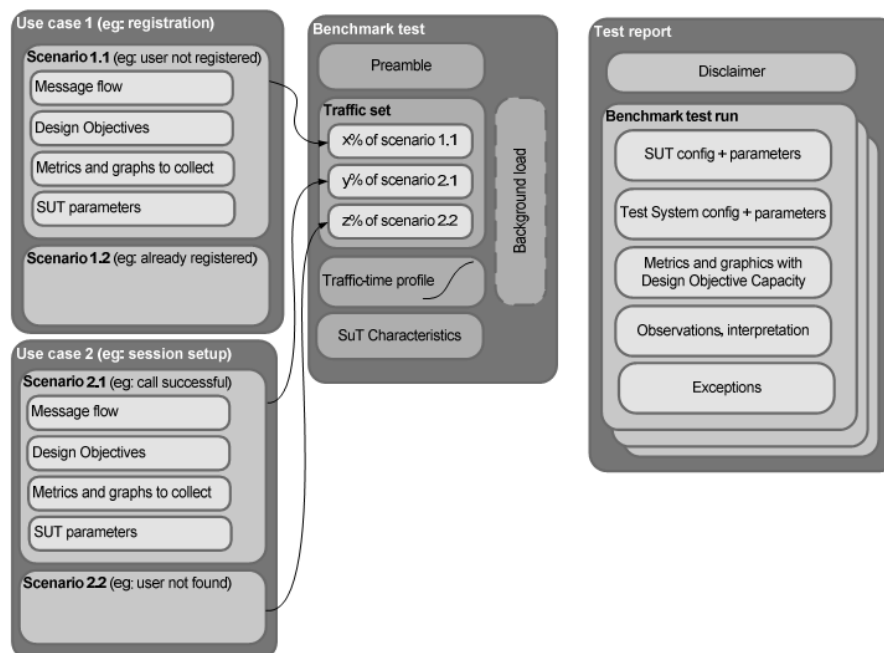 Use case 1 (eg: registration)
Scenario 1.1 (eg: user not registered)
Message flow
Design Objectives
Metrics and graphs to collect
SUT parameters
Scenario 1.2 (eg: already registered)
Use case 2 (eg: session setup)
Scenario 2.1 (eg: call successful)
Message flow
Design Objectives
Metrics and graphs to collect
SUT parameters
Scenario 2.2 (eg: user not found)
Benchmark test
Preamble
Traffic set
x% of scenario 1.1
y% of scenario 2.1
z% of scenario 2.2
Traffic-time profile
SuT Characteristics
Background load
Test report
Disclaimer
Benchmark test run
SUT config + parameters
Test System config + parameters
Metrics and graphics with
Design Objective Capacity
Observations, interpretation
Exceptions